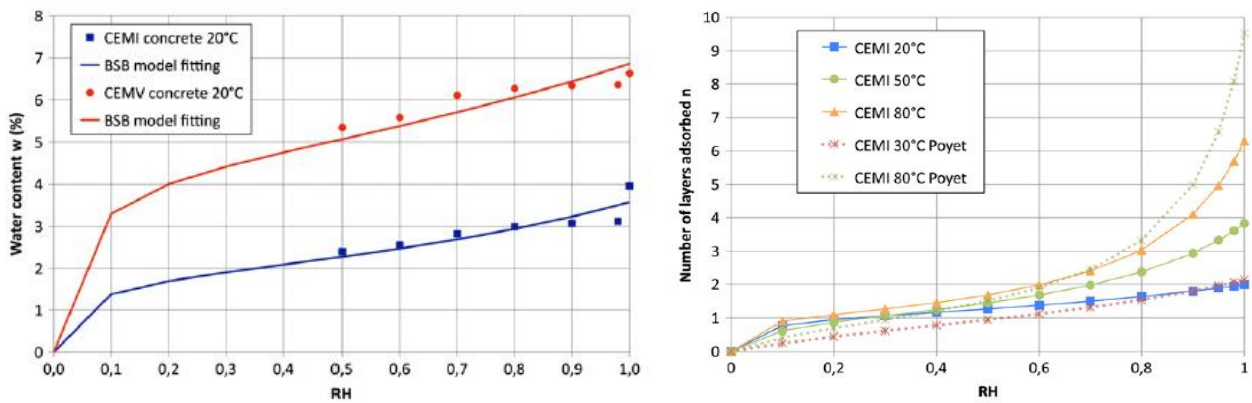 8
7
6
5
4
3
2
1
0
Water content w (%)
CEMI concrete 20°C
BSB model fitting
CEMV concrete 20°C
BSB model fitting
0,0 0,1 0,2 0,3 0,4 0,5 0,6 0,7 0,8 0,9 1,0
RH
10
9
8
7
6
5
4
3
2
1
0
Number of layers adsorbed n
CEMI 20°C
CEMI 50°C
CEMI 80°C
CEMI 30°C Poyet
CEMI 80°C Poyet
0 0,2 0,4 0,6 0,8 1
RH